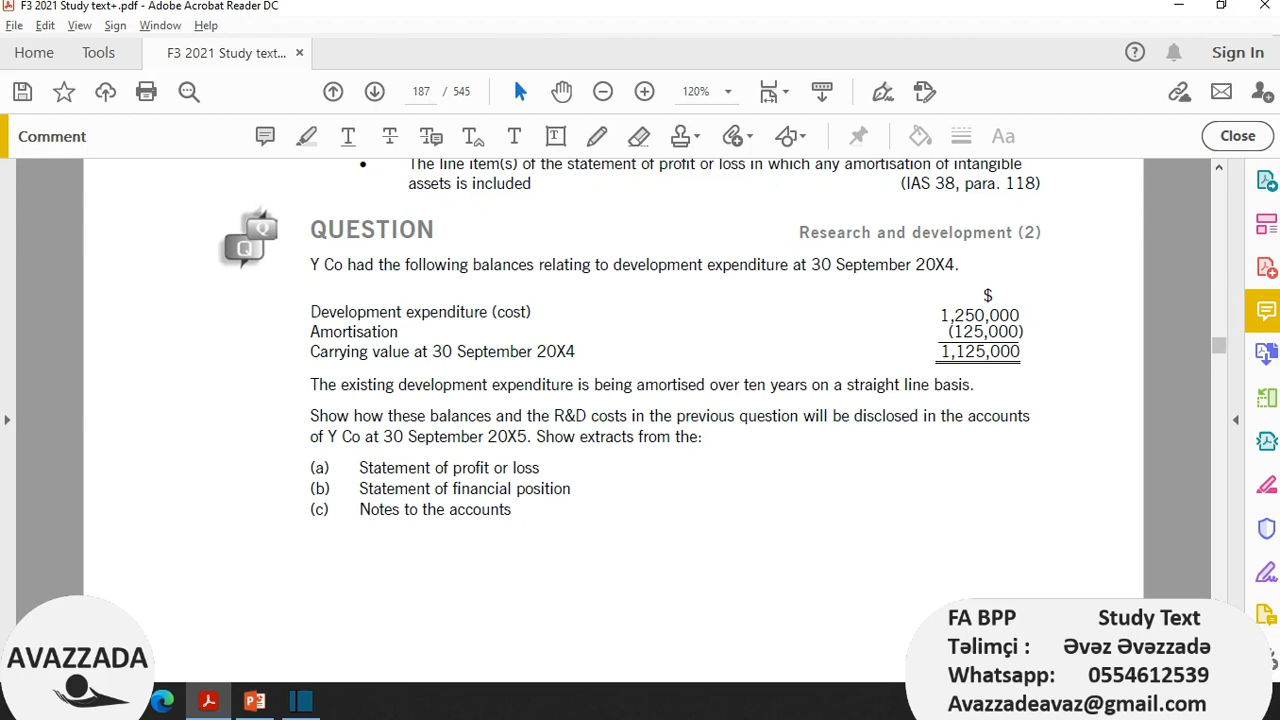 F3 2021 Study text+.pdf - Adobe Acrobat Reader DC
File Edit View Sign Window Help
Home Tools F3 2021 Study text... × Sign In
187 / 545 120%
Comment Close
• The line item(s) of the statement of profit or loss in which any amortisation of intangible
assets is included (IAS 38, para. 118)
Q
Q
QUESTION Research and development (2)
Y Co had the following balances relating to development expenditure at 30 September 20X4.
$
Development expenditure (cost) 1,250,000
Amortisation (125,000)
Carrying value at 30 September 20X4 1,125,000
The existing development expenditure is being amortised over ten years on a straight line basis.
Show how these balances and the R&D costs in the previous question will be disclosed in the accounts
of Y Co at 30 September 20X5. Show extracts from the:
(a) Statement of profit or loss
(b) Statement of financial position
(c) Notes to the accounts
AVAZZADA
FA BPP Study Text
Təlimçi : Əvəz Əvəzzadə
Whatsapp: 0554612539
Avazzadeavaz@gmail.com